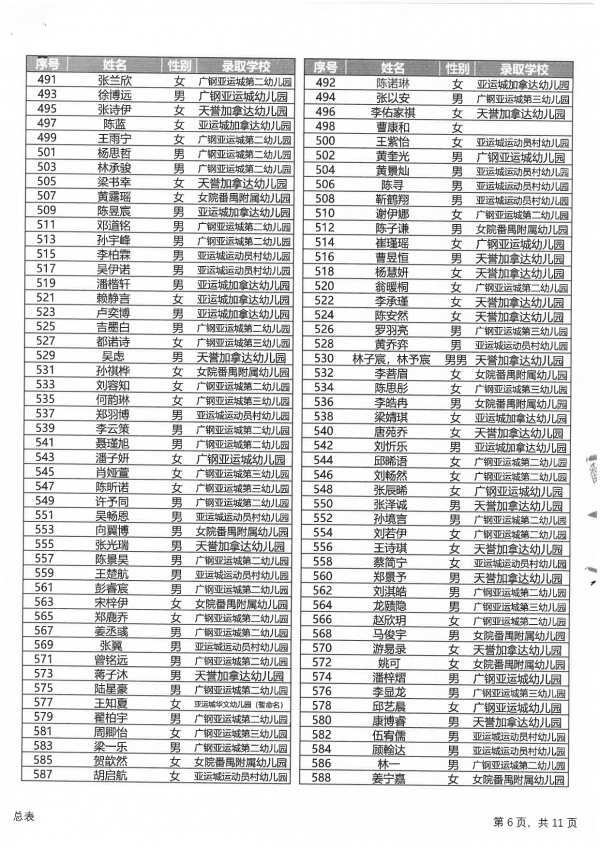 序号 姓名 性别 录取学校
491 张兰欣 女 广钢亚运城第二幼儿园
493 徐博远 男 广钢亚运城幼儿园
495 张诗伊 女 天誉加拿达幼儿园
497 陈蓝 女 亚运城加拿达幼儿园
499 王雨宁 女 广钢亚运城第二幼儿园
501 杨思哲 男 广钢亚运城第二幼儿园
503 林承骏 男 广钢亚运城第二幼儿园
505 梁书幸 女 天誉加拿达幼儿园
507 黄露瑶 女 女院番禺附属幼儿园
509 陈昱宸 男 亚运城加拿达幼儿园
511 邓道铭 男 广钢亚运城第二幼儿园
513 孙宇峰 男 广钢亚运城第二幼儿园
515 李柏霖 男 亚运城运动员村幼儿园
517 吴伊诺 男 亚运城运动员村幼儿园
519 潘楷轩 男 亚运城加拿达幼儿园
521 赖静言 女 亚运城加拿达幼儿园
523 卢奕博 男 亚运城加拿达幼儿园
525 吉墨白 男 广钢亚运城第二幼儿园
527 都诺诗 女 广钢亚运城第二幼儿园
529 吴虑 男 天誉加拿达幼儿园
531 孙祺桦 女 女院番禺附属幼儿园
533 刘容知 女 广钢亚运城第二幼儿园
535 何韵琳 女 广钢亚运城第三幼儿园
537 郑羽博 男 亚运城运动员村幼儿园
539 李云策 男 广钢亚运城第二幼儿园
541 聂瑾旭 男 广钢亚运城第二幼儿园
543 潘子妍 女 广钢亚运城幼儿园
545 肖娅萱 女 广钢亚运城第三幼儿园
547 陈昕诺 女 广钢亚运城第三幼儿园
549 许予同 男 广钢亚运城第二幼儿园
551 吴畅恩 男 亚运城运动员村幼儿园
553 向翼博 男 女院番禺附属幼儿园
555 张光瑞 男 天誉加拿达幼儿园
557 陈景昊 男 广钢亚运城第二幼儿园
559 王楚航 男 亚运城运动员村幼儿园
561 彭睿宸 男 广钢亚运城第二幼儿园
563 宋梓伊 女 女院番禺附属幼儿园
565 郑鹿乔 女 广钢亚运城第二幼儿园
567 姜丞彧 男 广钢亚运城第二幼儿园
569 张翼 男 亚运城运动员村幼儿园
571 曾铭远 男 广钢亚运城第二幼儿园
573 蒋子沐 男 天誉加拿达幼儿园
575 陆星豪 男 广钢亚运城第二幼儿园
577 王知夏 女 亚运城华文幼儿园（暂命名）
579 翟柏宇 男 广钢亚运城第二幼儿园
581 周卿怡 女 广钢亚运城第三幼儿园
583 梁一乐 男 广钢亚运城第二幼儿园
585 贺歆然 女 女院番禺附属幼儿园
587 胡启航 女 亚运城运动员村幼儿园
序号 姓名 性别 录取学校
492 陈诺琳 女 亚运城加拿达幼儿园
494 张以安 男 广钢亚运城第三幼儿园
496 李佑家祺 女 天誉加拿达幼儿园
498 曹康和 女
500 王紫怡 女 亚运城运动员村幼儿园
502 黄奎光 男 广钢亚运城幼儿园
504 黄景灿 男 亚运城运动员村幼儿园
506 陈寻 男 亚运城运动员村幼儿园
508 靳鹤翔 男 亚运城运动员村幼儿园
510 谢伊娜 女 广钢亚运城第二幼儿园
512 陈子谦 男 女院番禺附属幼儿园
514 崔瑾瑶 女 广钢亚运城幼儿园
516 曹昱恒 男 天誉加拿达幼儿园
518 杨慧妍 女 天誉加拿达幼儿园
520 翁暖桐 女 广钢亚运城第二幼儿园
522 李承瑾 女 天誉加拿达幼儿园
524 陈安然 女 天誉加拿达幼儿园
526 罗羽亮 男 广钢亚运城第三幼儿园
528 黄乔弈 男 亚运城运动员村幼儿园
530 林子宸，林予宸 男男 天誉加拿达幼儿园
532 李菩眉 女 女院番禺附属幼儿园
534 陈思彤 女 广钢亚运城第三幼儿园
536 李皓冉 男 女院番禺附属幼儿园
538 梁婧琪 女 亚运城加拿达幼儿园
540 唐苑乔 女 天誉加拿达幼儿园
542 刘忻乐 男 亚运城加拿达幼儿园
544 邱晞语 女 广钢亚运城第二幼儿园
546 刘畅然 女 广钢亚运城第二幼儿园
548 张辰晞 女 广钢亚运城幼儿园
550 张泽诚 男 天誉加拿达幼儿园
552 孙境言 男 广钢亚运城第二幼儿园
554 刘若伊 女 广钢亚运城第二幼儿园
556 王诗琪 女 天誉加拿达幼儿园
558 蔡简宁 女 亚运城运动员村幼儿园
560 郑景予 男 天誉加拿达幼儿园
562 刘淇皓 男 广钢亚运城幼儿园
564 龙颐隐 男 广钢亚运城第三幼儿园
566 赵欣玥 女 广钢亚运城第二幼儿园
568 马俊宇 男 女院番禺附属幼儿园
570 游易录 女 天誉加拿达幼儿园
572 姚可 女 女院番禺附属幼儿园
574 潘梓熠 男 广钢亚运城幼儿园
576 李显龙 男 广钢亚运城第三幼儿园
578 邱艺晨 女 广钢亚运城幼儿园
580 康博睿 男 天誉加拿达幼儿园
582 伍宥儒 男 亚运城运动员村幼儿园
584 顾翰达 男 亚运城运动员村幼儿园
586 林一 男 广钢亚运城第二幼儿园
588 姜宁嘉 女 女院番禺附属幼儿园
总表
第 6 页，共 11 页